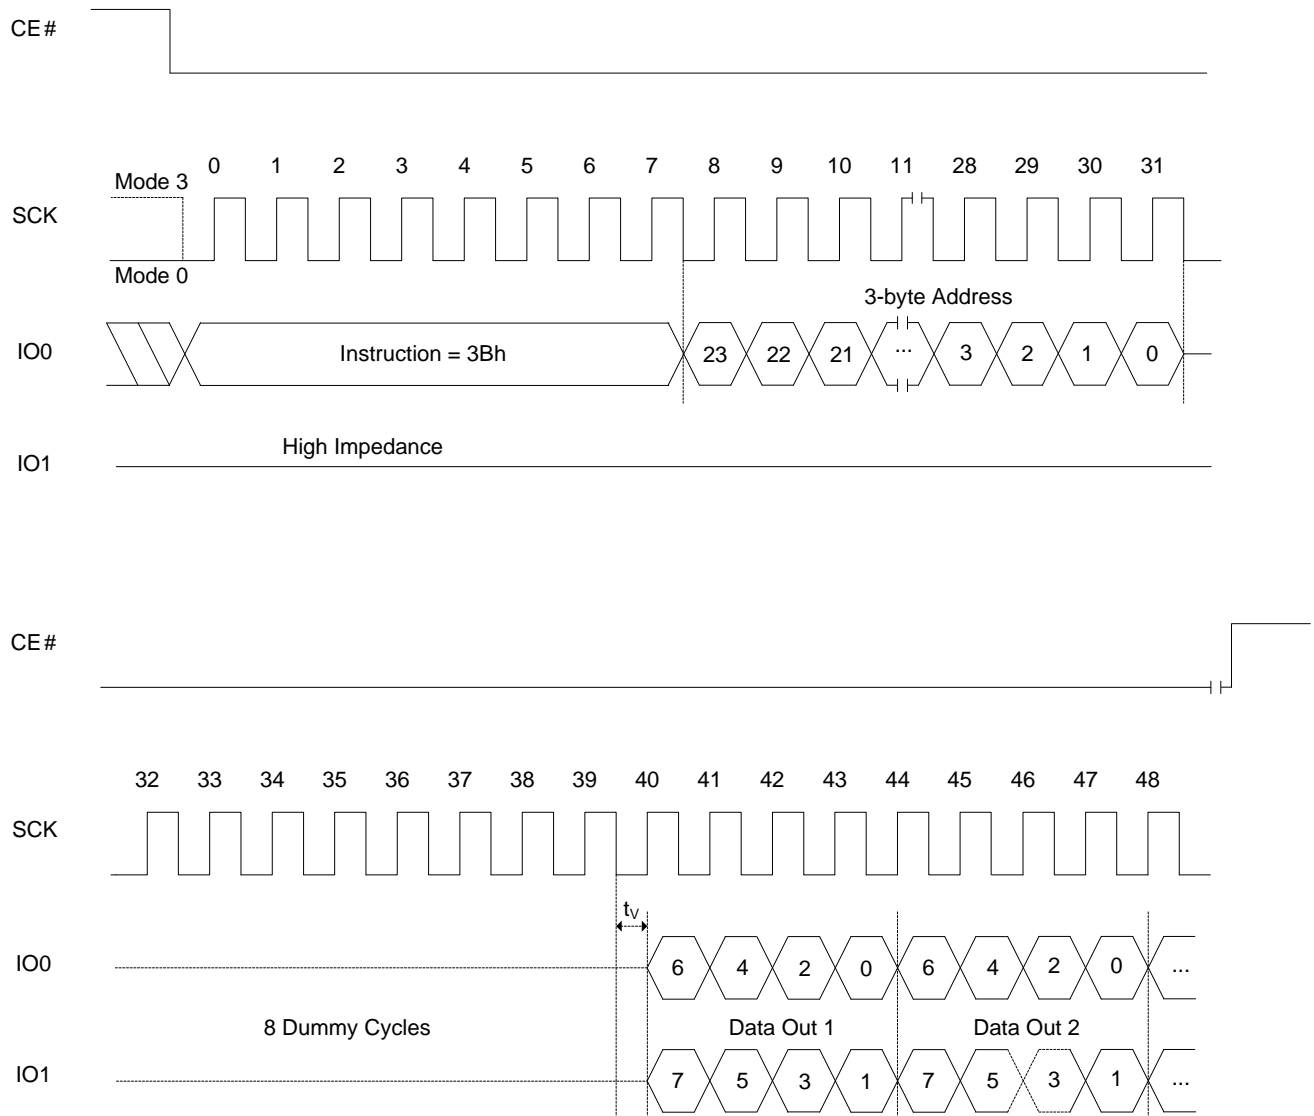 CE#
0 1 2 3 4 5 6 7 8 9 10 11 28 29 30 31
Mode 3
SCK
Mode 0
3-byte Address
IO0 Instruction = 3Bh 23 22 21 ... 3 2 1 0
High Impedance
IO1
CE#
32 33 34 35 36 37 38 39 40 41 42 43 44 45 46 47 48
SCK
tV
IO0 6 4 2 0 6 4 2 0 ...
8 Dummy Cycles Data Out 1 Data Out 2
IO1 7 5 3 1 7 5 3 1 ...